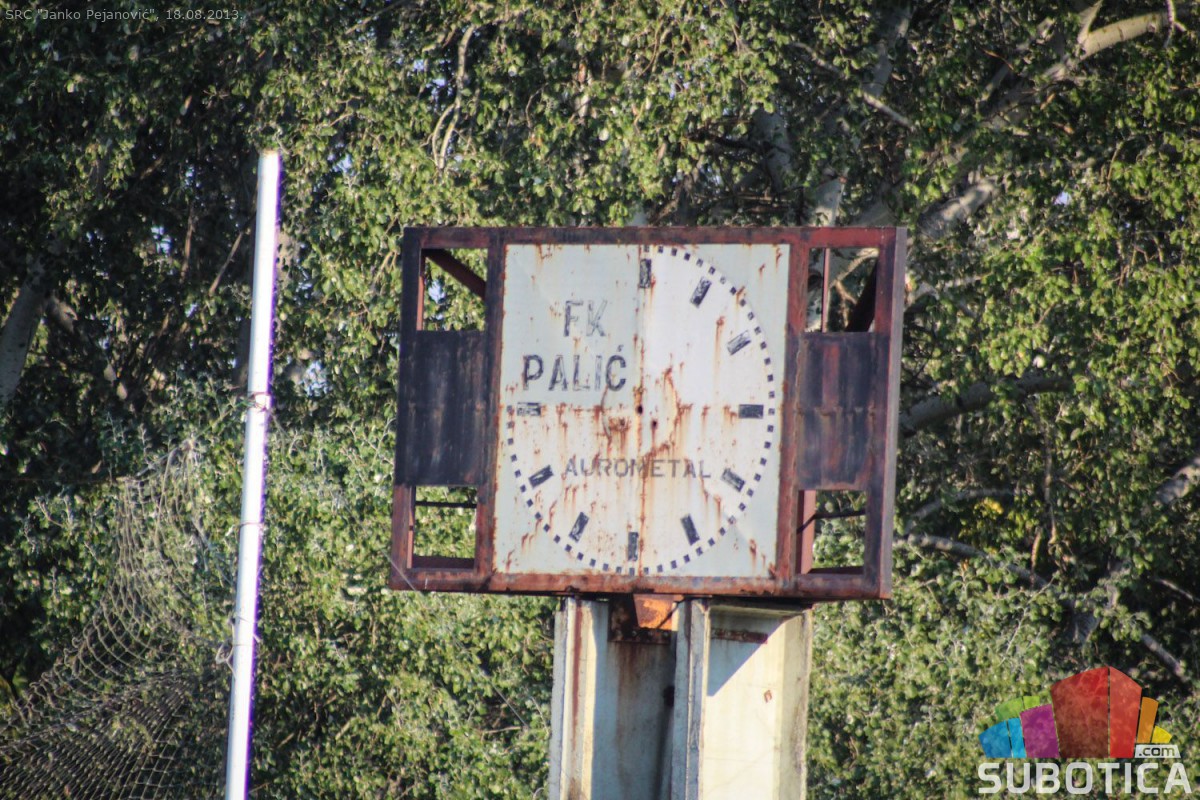 SRC "Janko Pejanović", 18.08.2013.
FK
PALIĆ
AUROMETAL
.com
SUBOTICA